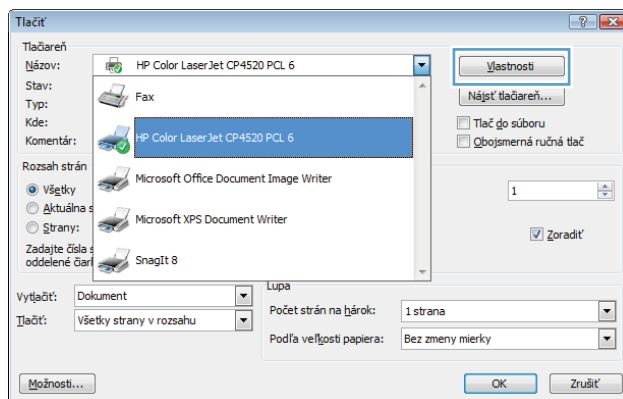 Tlačiť
Tlačiareň
Názov: HP Color LaserJet CP4520 PCL 6 Vlastnosti
Stav: Fax Nájsť tlačiareň...
Typ:
Kde: HP Color LaserJet CP4520 PCL 6 Tlač do súboru
Komentár: Obojsmerná ručná tlač
Rozsah strán Microsoft Office Document Image Writer
Všetky 1
Aktuálna s Microsoft XPS Document Writer
Strany: Zoradiť
Zadajte čísla s SnagIt 8
oddelené čiar
Lupa
Vytlačiť: Dokument Počet strán na hárok: 1 strana
Tlačiť: Všetky strany v rozsahu Podľa veľkosti papiera: Bez zmeny mierky
Možnosti... OK Zrušiť